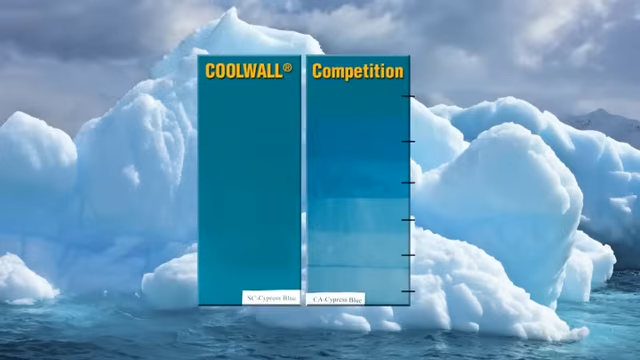 COOLWALL®
Competition
SC-Cypress Blue
CA-Cypress Blue